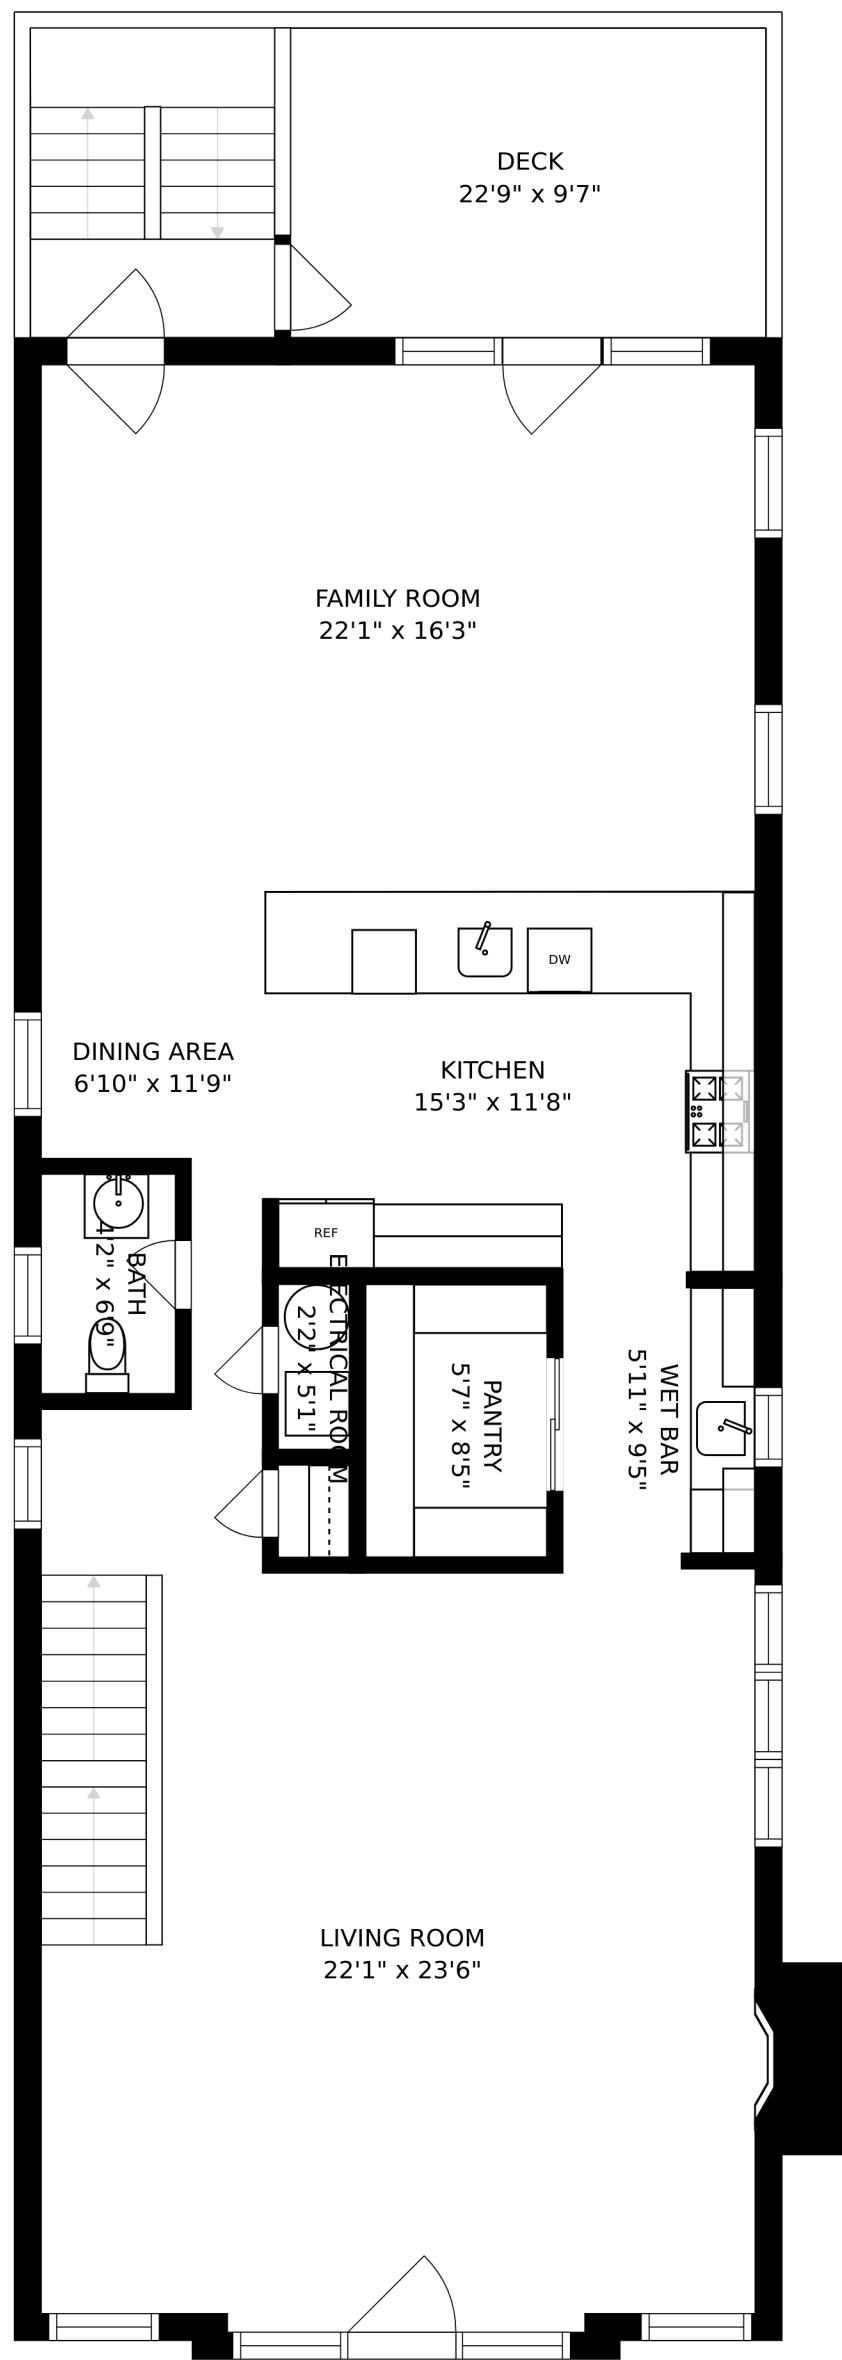 DECK
22'9" x 9'7"
FAMILY ROOM
22'1" x 16'3"
DW
DINING AREA
6'10" x 11'9"
KITCHEN
15'3" x 11'8"
REF
BATH
4'2" x 6'9"
ELECTRICAL ROOM
2'2" x 5'1"
PANTRY
5'7" x 8'5"
WET BAR
5'11" x 9'5"
LIVING ROOM
22'1" x 23'6"